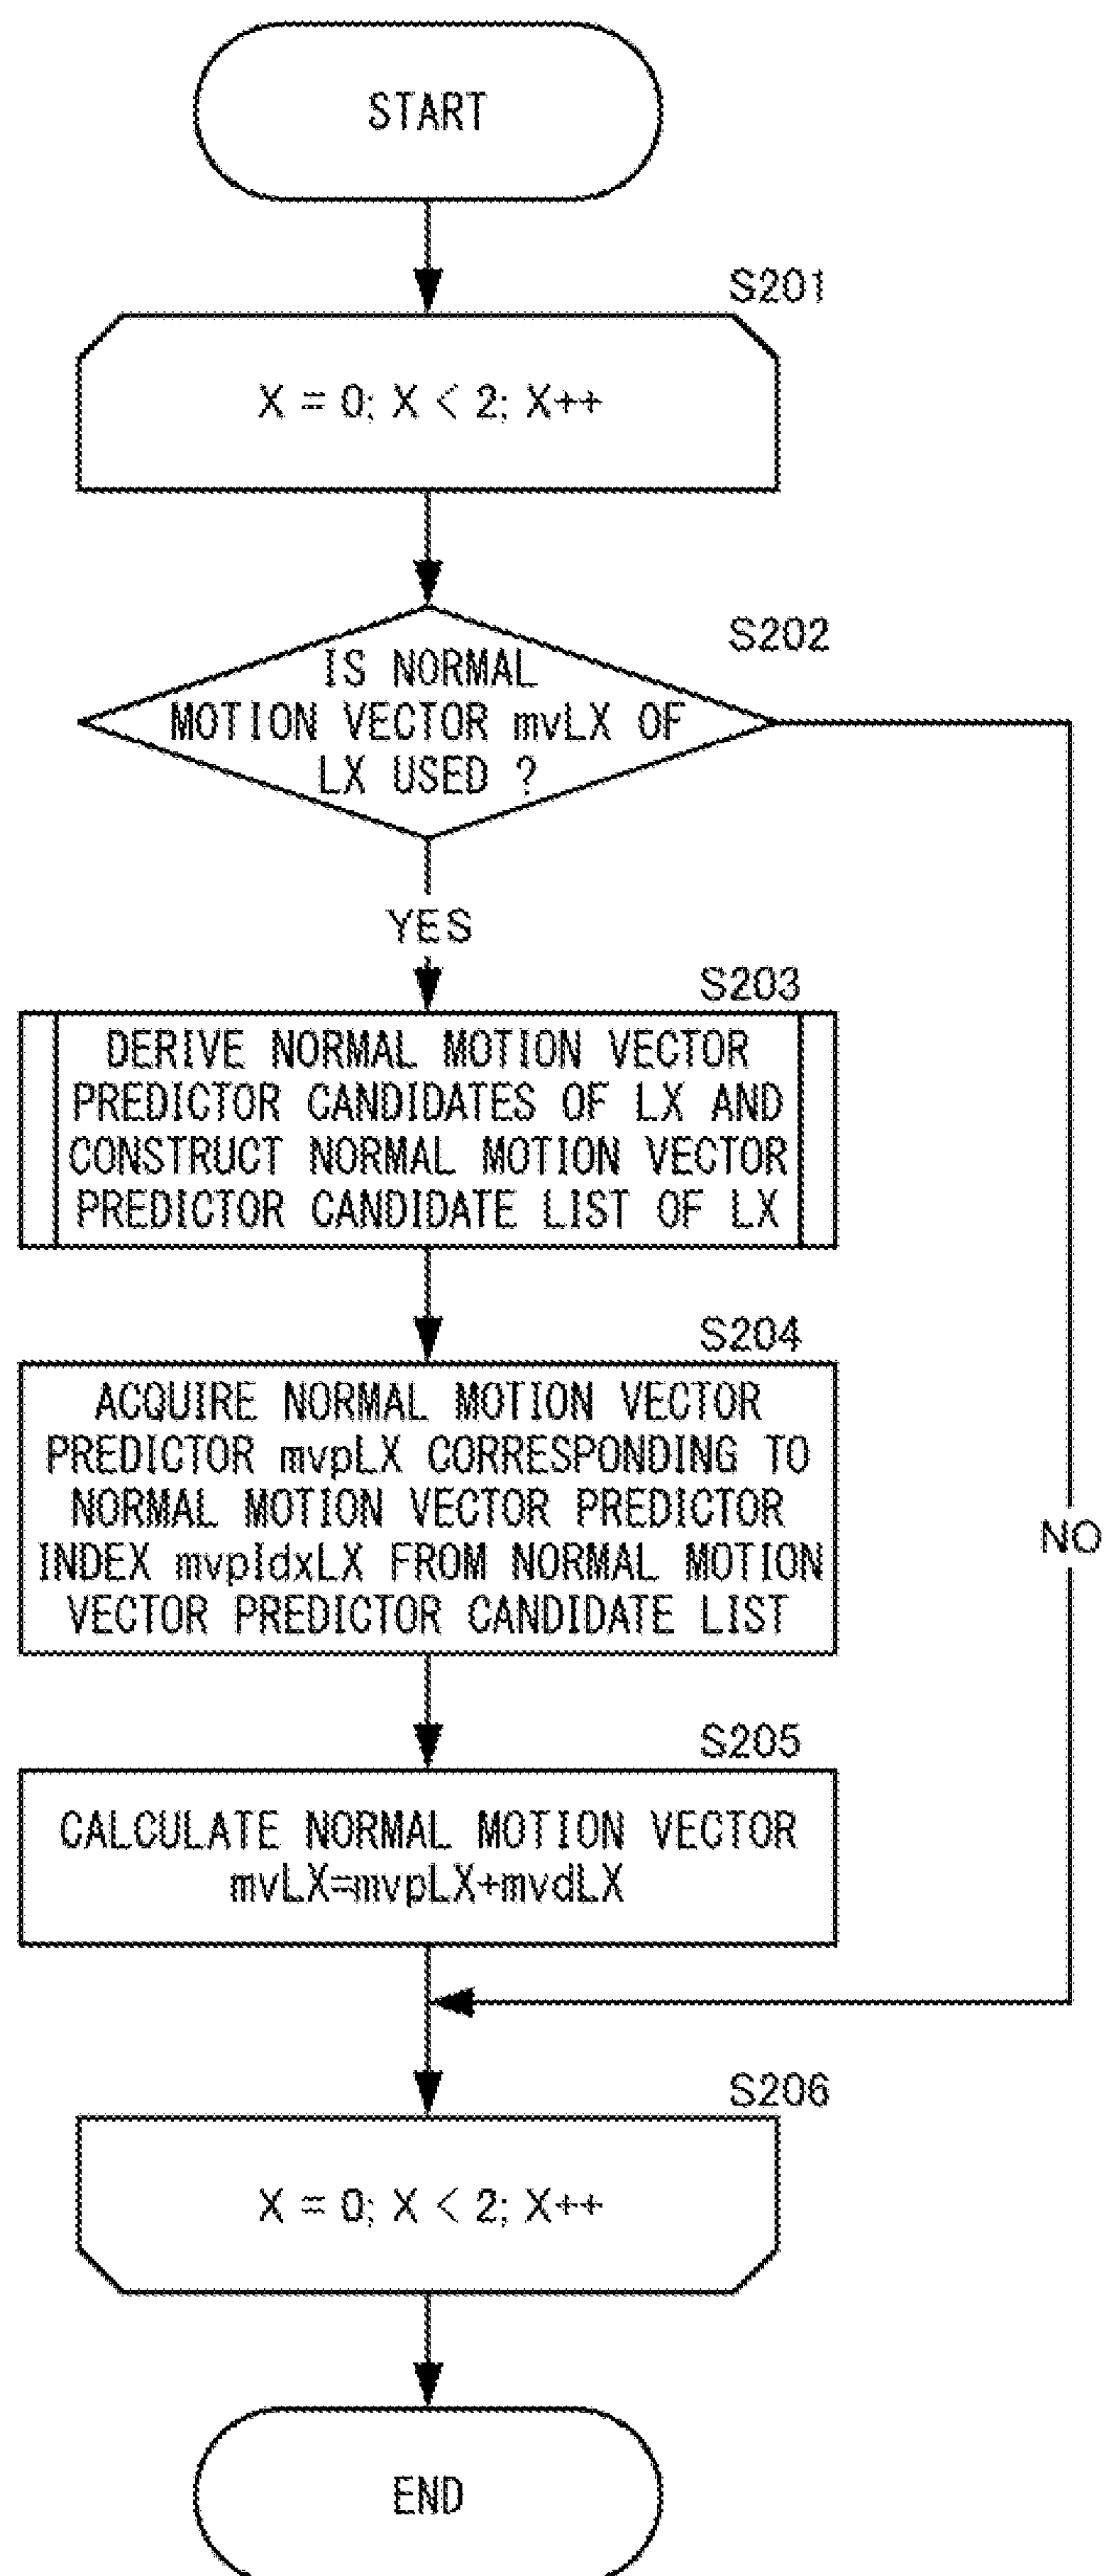 START
S201
X = 0; X < 2; X++
S202
IS NORMAL
MOTION VECTOR mvLX OF
LX USED ?
YES
S203
DERIVE NORMAL MOTION VECTOR
PREDICTOR CANDIDATES OF LX AND
CONSTRUCT NORMAL MOTION VECTOR
PREDICTOR CANDIDATE LIST OF LX
S204
ACQUIRE NORMAL MOTION VECTOR
PREDICTOR mvpLX CORRESPONDING TO
NORMAL MOTION VECTOR PREDICTOR
INDEX mvpIdxLX FROM NORMAL MOTION
VECTOR PREDICTOR CANDIDATE LIST
NO
S205
CALCULATE NORMAL MOTION VECTOR
mvLX=mvpLX+mvdLX
S206
X = 0; X < 2; X++
END